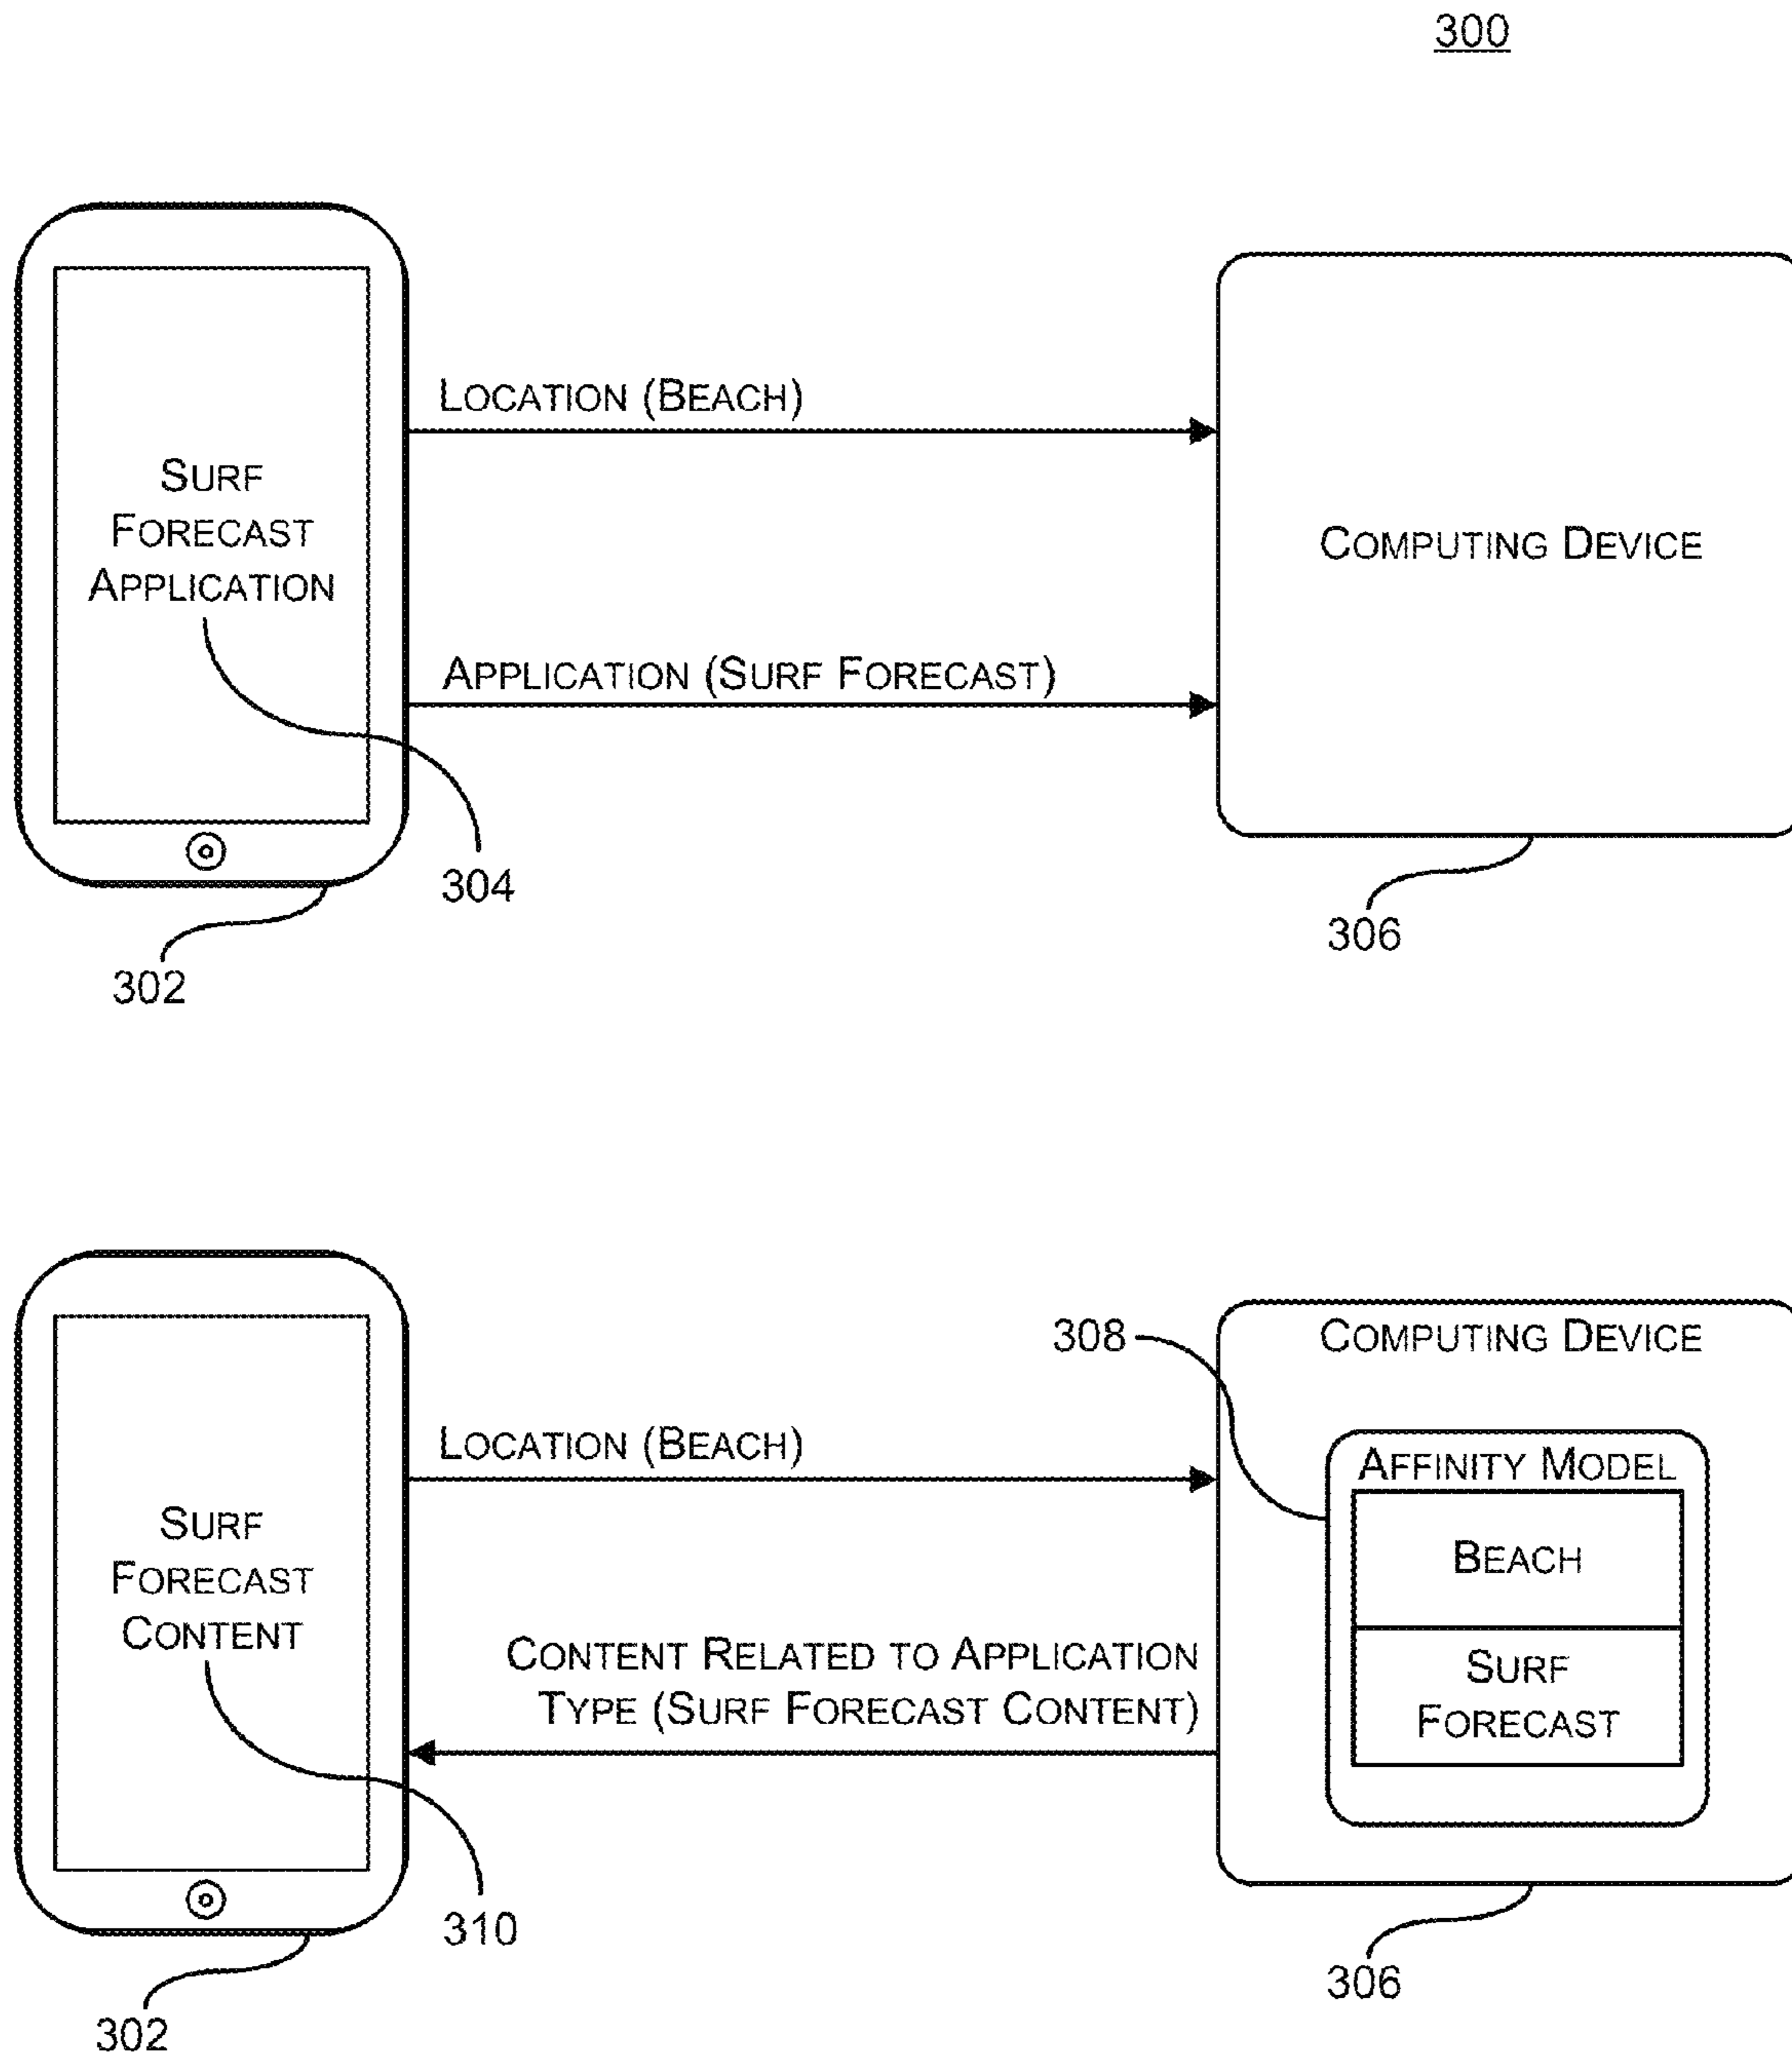 300
LOCATION (BEACH)
SURF
FORECAST
APPLICATION
COMPUTING DEVICE
APPLICATION (SURF FORECAST)
304
306
302
COMPUTING DEVICE
308
LOCATION (BEACH)
AFFINITY MODEL
BEACH
SURF
FORECAST
CONTENT
CONTENT RELATED TO APPLICATION
TYPE (SURF FORECAST CONTENT)
SURF
FORECAST
310
306
302